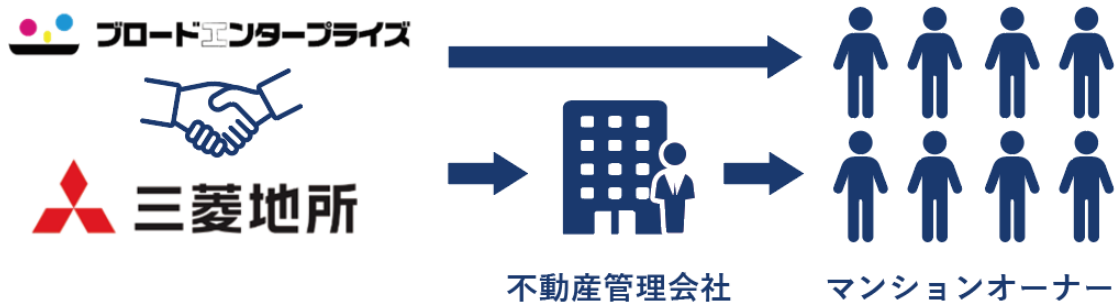 ブロードエンタープライズ
三菱地所
不動産管理会社
マンションオーナー